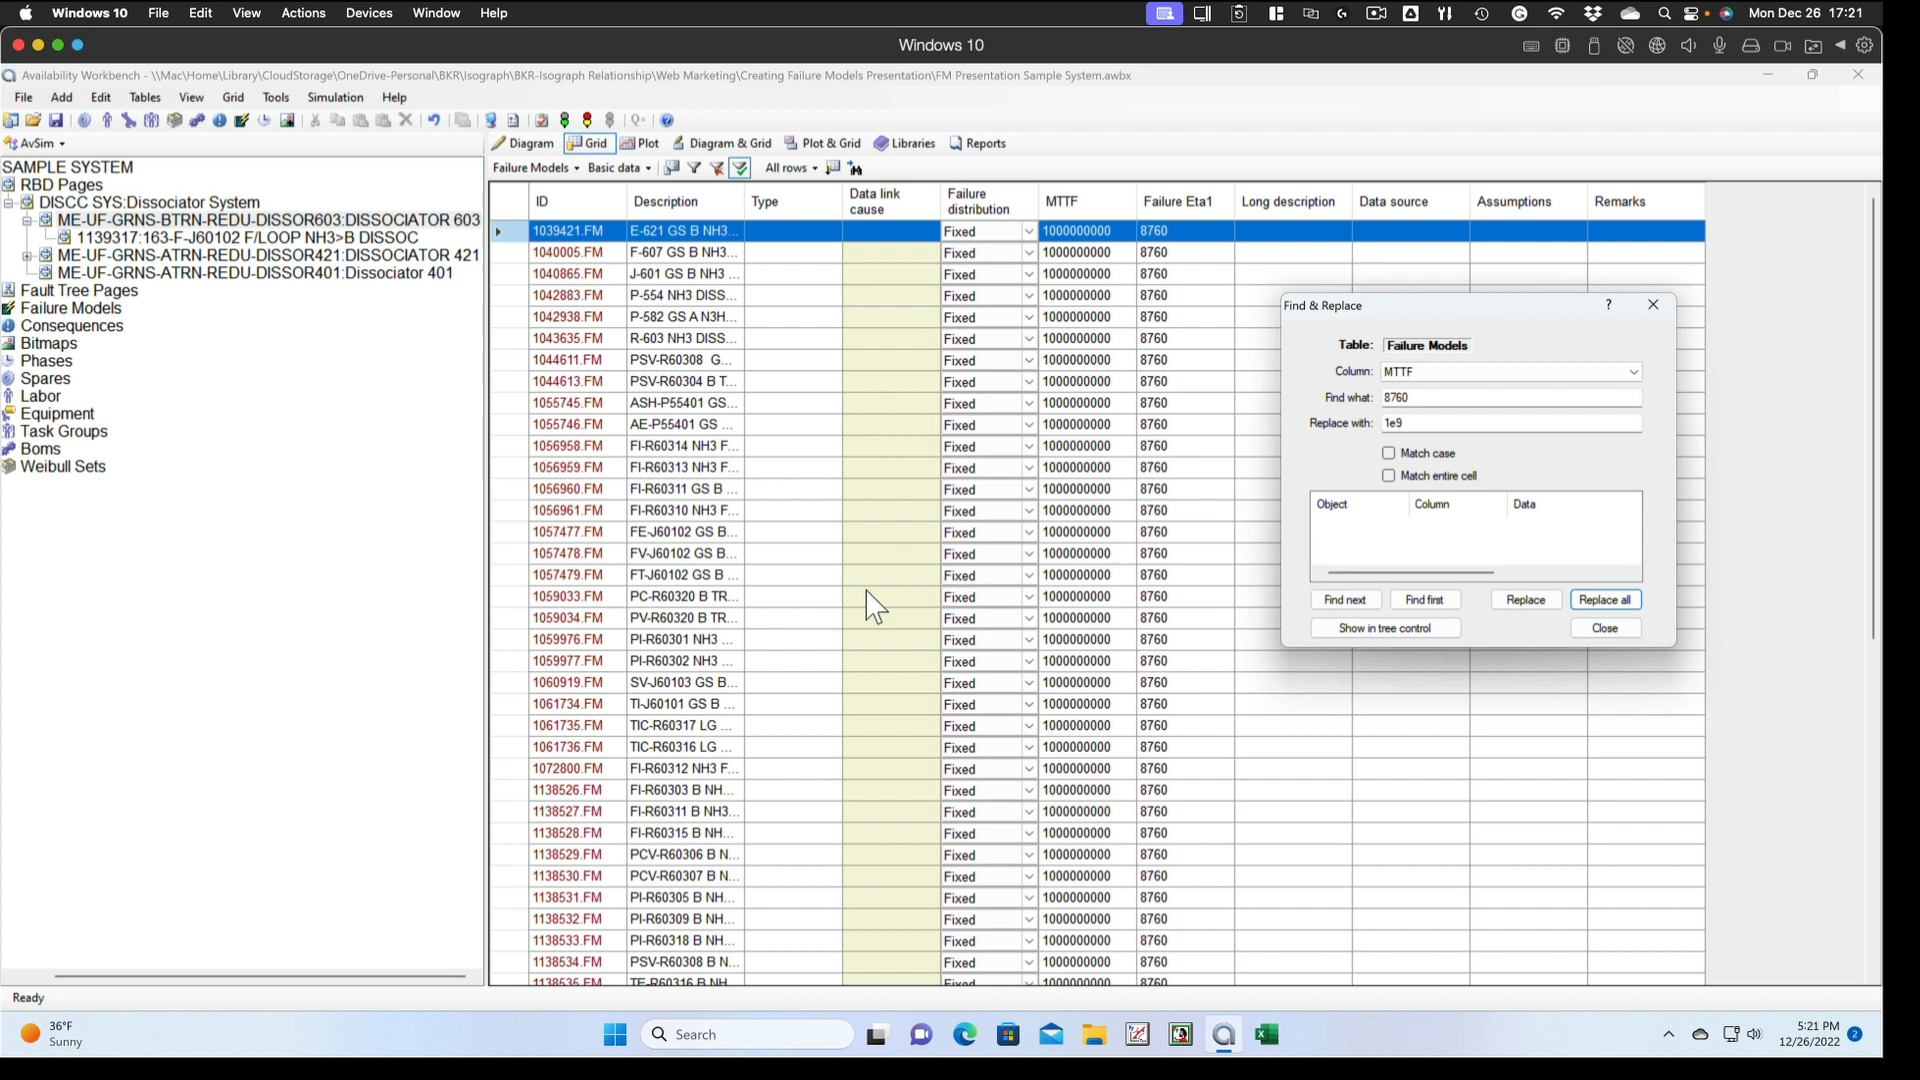 Windows 10 File Edit View Actions Devices Window Help Mon Dec 26 17:21
Windows 10
Availability Workbench - \\Mac\Home\Library\CloudStorage\OneDrive-Personal\BKR\Isograph\BKR-Isograph Relationship\Web Marketing\Creating Failure Models Presentation\FM Presentation Sample System.awbx
File Add Edit Tables View Grid Tools Simulation Help
AvSim
Diagram Grid Plot Diagram & Grid Plot & Grid Libraries Reports
Failure Models Basic data All rows
SAMPLE SYSTEM
RBD Pages
DISCC SYS:Dissociator System
ME-UF-GRNS-BTRN-REDU-DISSOR603:DISSOCIATOR 603
1139317:163-F-J60102 F/LOOP NH3>B DISSOC
ME-UF-GRNS-ATRN-REDU-DISSOR421:DISSOCIATOR 421
ME-UF-GRNS-ATRN-REDU-DISSOR401:Dissociator 401
Fault Tree Pages
Failure Models
Consequences
Bitmaps
Phases
Spares
Labor
Equipment
Task Groups
Boms
Weibull Sets
ID Description Type Data link cause Failure distribution MTTF Failure Eta1 Long description Data source Assumptions Remarks
1039421.FM E-621 GS B NH3... Fixed 1000000000 8760
1040005.FM F-607 GS B NH3... Fixed 1000000000 8760
1040865.FM J-601 GS B NH3 ... Fixed 1000000000 8760
1042883.FM P-554 NH3 DISS... Fixed 1000000000 8760
1042938.FM P-582 GS A N3H... Fixed 1000000000 8760
1043635.FM R-603 NH3 DISS... Fixed 1000000000 8760
1044611.FM PSV-R60308 G... Fixed 1000000000 8760
1044613.FM PSV-R60304 B T... Fixed 1000000000 8760
1055745.FM ASH-P55401 GS... Fixed 1000000000 8760
1055746.FM AE-P55401 GS ... Fixed 1000000000 8760
1056958.FM FI-R60314 NH3 F... Fixed 1000000000 8760
1056959.FM FI-R60313 NH3 F... Fixed 1000000000 8760
1056960.FM FI-R60311 GS B ... Fixed 1000000000 8760
1056961.FM FI-R60310 NH3 F... Fixed 1000000000 8760
1057477.FM FE-J60102 GS B... Fixed 1000000000 8760
1057478.FM FV-J60102 GS B... Fixed 1000000000 8760
1057479.FM FT-J60102 GS B ... Fixed 1000000000 8760
1059033.FM PC-R60320 B TR... Fixed 1000000000 8760
1059034.FM PV-R60320 B TR... Fixed 1000000000 8760
1059976.FM PI-R60301 NH3 ... Fixed 1000000000 8760
1059977.FM PI-R60302 NH3 ... Fixed 1000000000 8760
1060919.FM SV-J60103 GS B... Fixed 1000000000 8760
1061734.FM TI-J60101 GS B ... Fixed 1000000000 8760
1061735.FM TIC-R60317 LG ... Fixed 1000000000 8760
1061736.FM TIC-R60316 LG ... Fixed 1000000000 8760
1072800.FM FI-R60312 NH3 F... Fixed 1000000000 8760
1138526.FM FI-R60303 B NH... Fixed 1000000000 8760
1138527.FM FI-R60311 B NH3... Fixed 1000000000 8760
1138528.FM FI-R60315 B NH... Fixed 1000000000 8760
1138529.FM PCV-R60306 B N... Fixed 1000000000 8760
1138530.FM PCV-R60307 B N... Fixed 1000000000 8760
1138531.FM PI-R60305 B NH... Fixed 1000000000 8760
1138532.FM PI-R60309 B NH... Fixed 1000000000 8760
1138533.FM PI-R60318 B NH... Fixed 1000000000 8760
1138534.FM PSV-R60308 B N... Fixed 1000000000 8760
1138535.FM TE-R60316 B NH... Fixed 1000000000 8760
Find & Replace ?
Table: Failure Models
Column: MTTF
Find what: 8760
Replace with: 1e9
Match case
Match entire cell
Object Column Data
Find next Find first Replace Replace all
Show in tree control Close
Ready
36°F
Sunny
Search
5:21 PM
12/26/2022
2